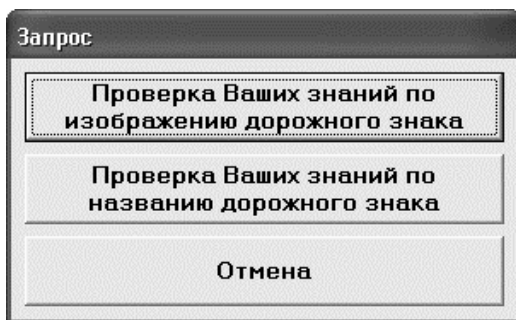 Запрос
Проверка Ваших знаний по
изображению дорожного знака
Проверка Ваших знаний по
названию дорожного знака
Отмена